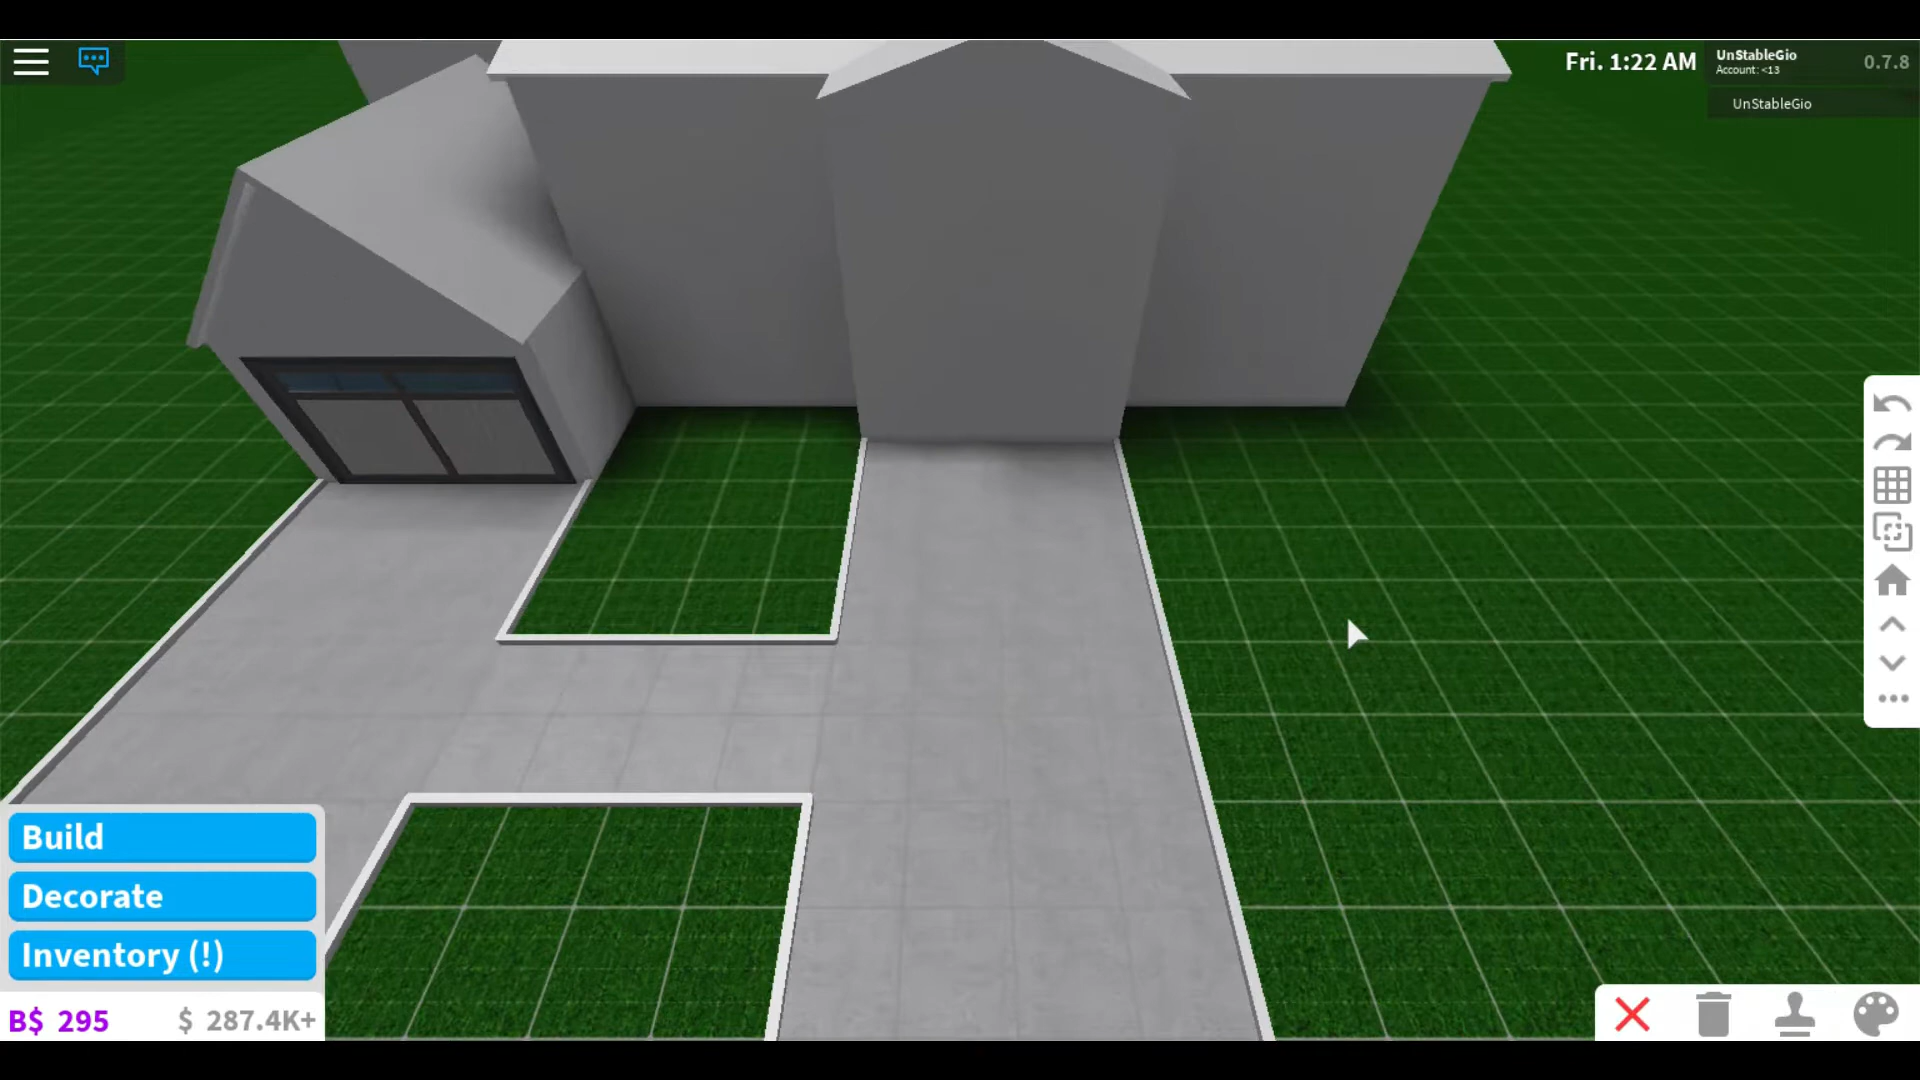 Fri. 1:22 AM
UnStableGio
Account: <13
0.7.8
UnStableGio
Build
Decorate
Inventory (!)
B$ 295
$ 287.4K+